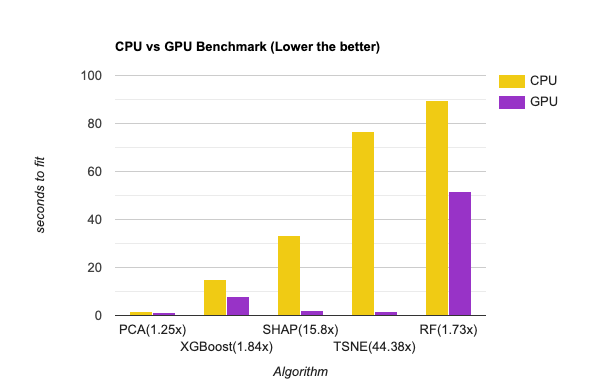 CPU vs GPU Benchmark (Lower the better)
100
80
60
40
20
0
seconds to fit
CPU
GPU
PCA(1.25x)
XGBoost(1.84x)
SHAP(15.8x)
TSNE(44.38x)
RF(1.73x)
Algorithm